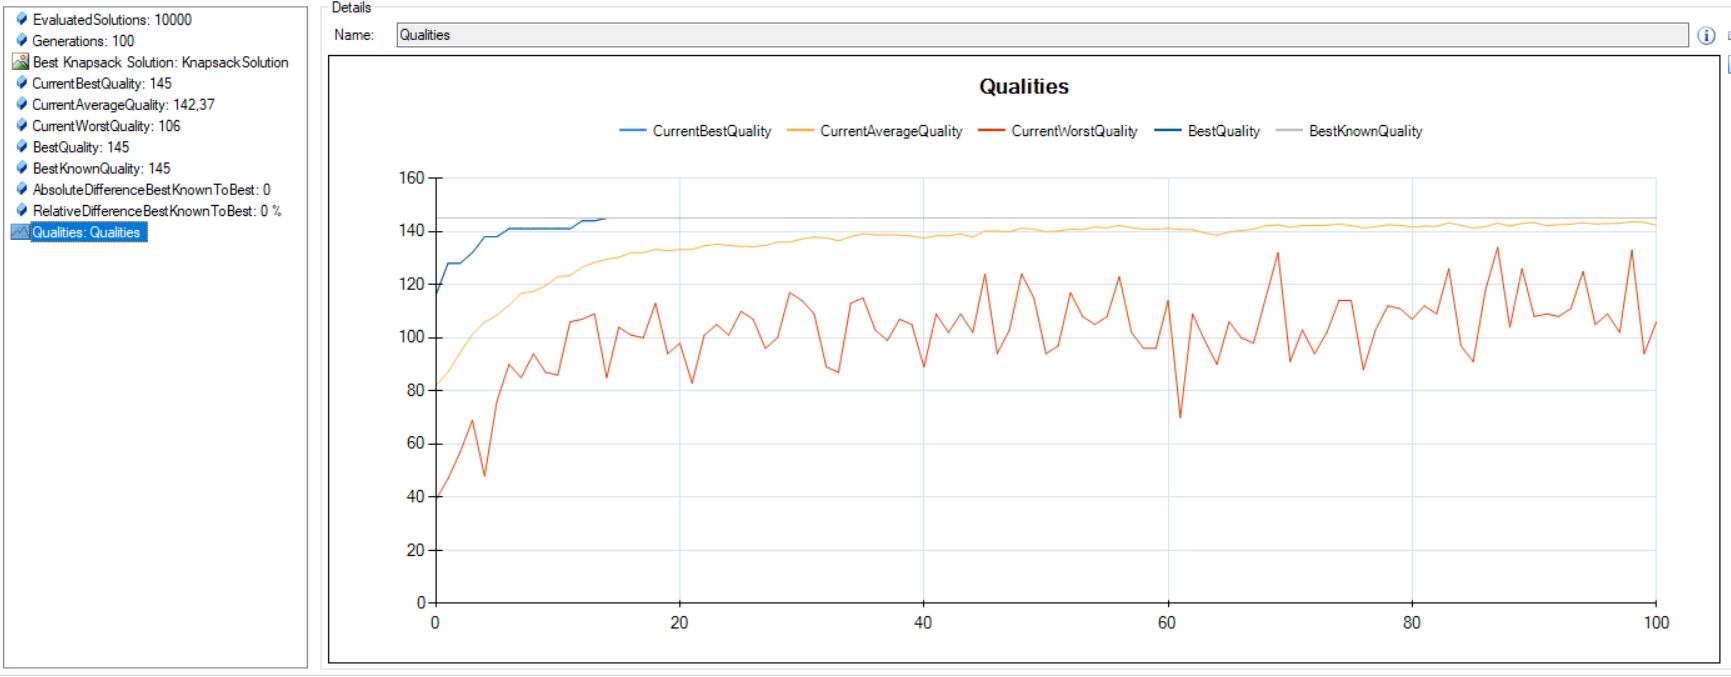 EvaluatedSolutions: 10000
Generations: 100
Best Knapsack Solution: KnapsackSolution
CurrentBestQuality: 145
CurrentAverageQuality: 142,37
CurrentWorstQuality: 106
BestQuality: 145
BestKnownQuality: 145
AbsoluteDifferenceBestKnownToBest: 0
RelativeDifferenceBestKnownToBest: 0 %
Qualities: Qualities
Details
Name: Qualities
Qualities
CurrentBestQuality CurrentAverageQuality CurrentWorstQuality BestQuality BestKnownQuality
160
140
120
100
80
60
40
20
0
0 20 40 60 80 100